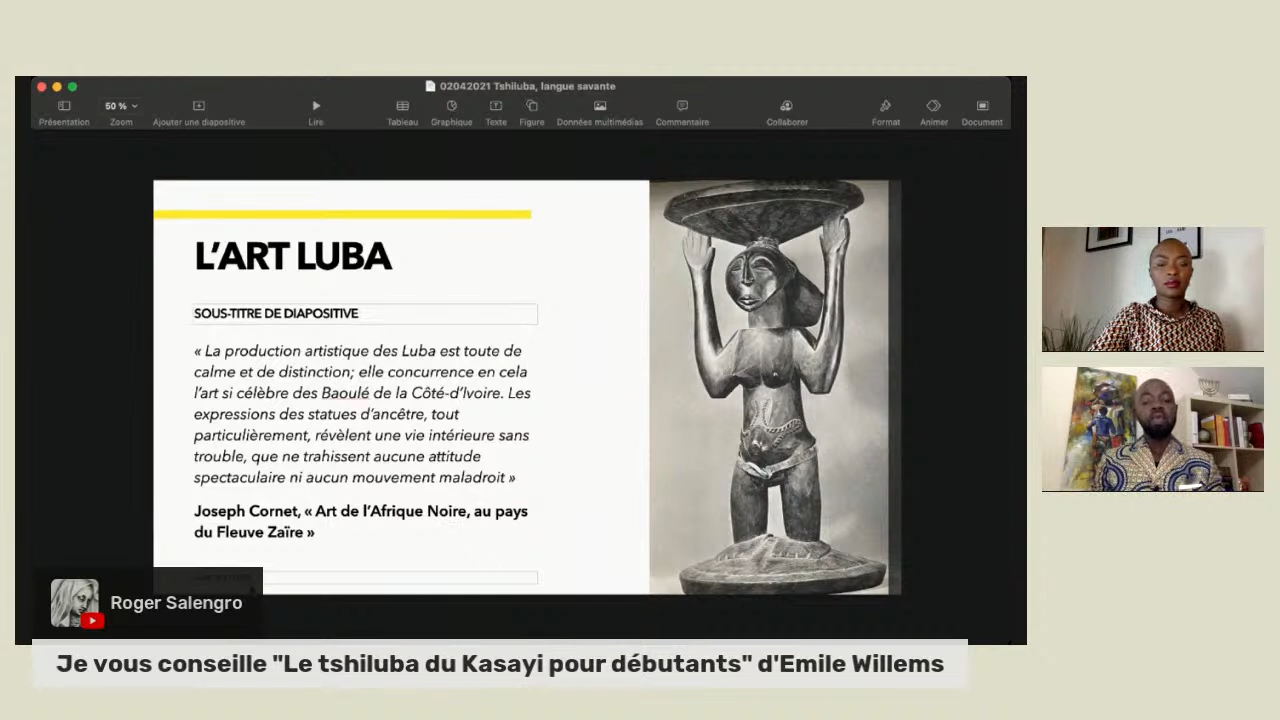 02042021 Tshiluba, langue savante
50 %
Présentation Zoom Ajouter une diapositive Lire Tableau Graphique Texte Figure Données multimédias Commentaire Collaborer Format Animer Document
L'ART LUBA
SOUS-TITRE DE DIAPOSITIVE
« La production artistique des Luba est toute de
calme et de distinction; elle concurrence en cela
l'art si célèbre des Baoulé de la Côté-d'Ivoire. Les
expressions des statues d'ancêtre, tout
particulièrement, révèlent une vie intérieure sans
trouble, que ne trahissent aucune attitude
spectaculaire ni aucun mouvement maladroit »
Joseph Cornet, « Art de l'Afrique Noire, au pays
du Fleuve Zaïre »
Roger Salengro
Je vous conseille "Le tshiluba du Kasayi pour débutants" d'Emile Willems